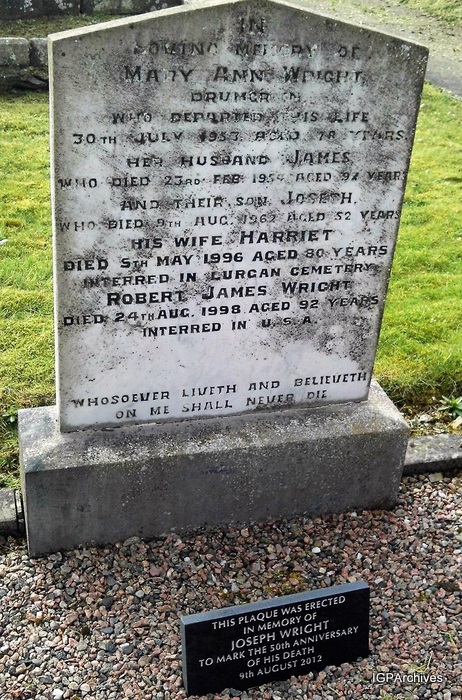 IN
LOVING MEMORY OF
MARY ANN WRIGHT
WHO DEPARTED THIS LIFE
30TH JULY 1953 AGED 78 YEARS
HER HUSBAND JAMES
WHO DIED 23RD FEB 1954 AGED 92 YEARS
AND THEIR SON JOSEPH,
WHO DIED 9TH AUG. 1962 AGED 52 YEARS
HIS WIFE HARRIET
DIED 5TH MAY 1996 AGED 80 YEARS
INTERRED IN LURGAN CEMETERY
ROBERT JAMES WRIGHT
DIED 24TH AUG. 1998 AGED 92 YEARS
INTERRED IN U.S.A.
WHOSOEVER LIVETH AND BELIEVETH
ON ME SHALL NEVER DIE
THIS PLAQUE WAS ERECTED
IN MEMORY OF
JOSEPH WRIGHT
TO MARK THE 50TH ANNIVERSARY
OF HIS DEATH
9TH AUGUST 2012
IGPArchives